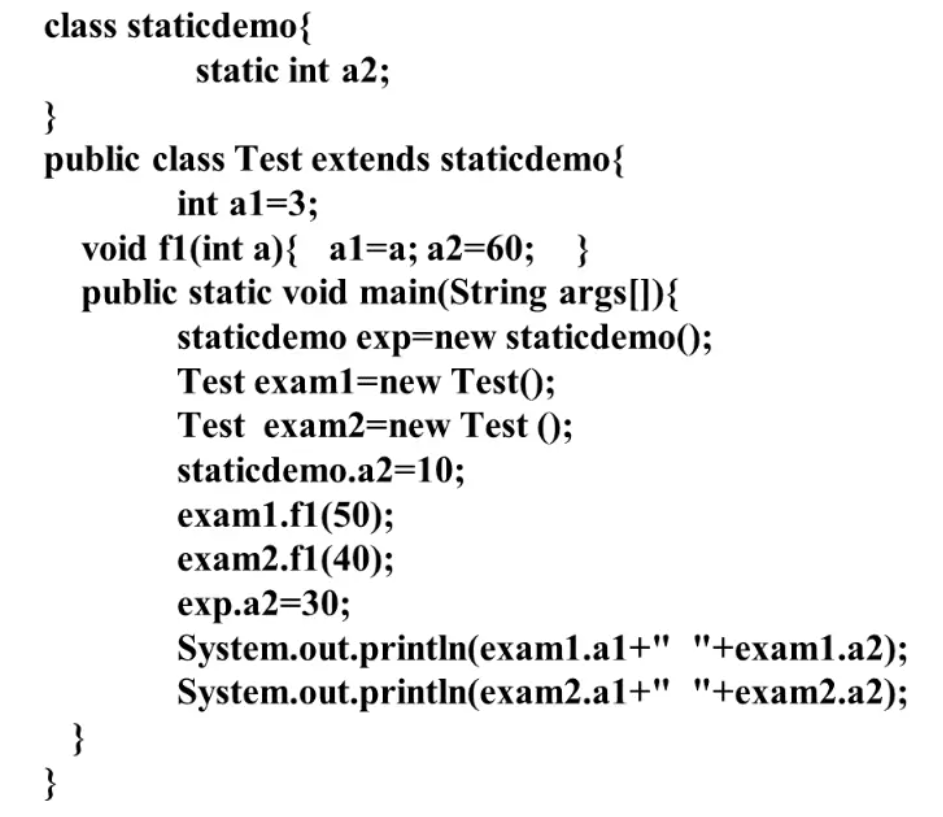 class staticdemo{
static int a2;
}
public class Test extends staticdemo{
int a1=3;
void f1(int a){ a1=a; a2=60; }
public static void main(String args[]){
staticdemo exp=new staticdemo();
Test exam1=new Test();
Test exam2=new Test ();
staticdemo.a2=10;
exam1.f1(50);
exam2.f1(40);
exp.a2=30;
System.out.println(exam1.a1+"  "+exam1.a2);
System.out.println(exam2.a1+"  "+exam2.a2);
}
}